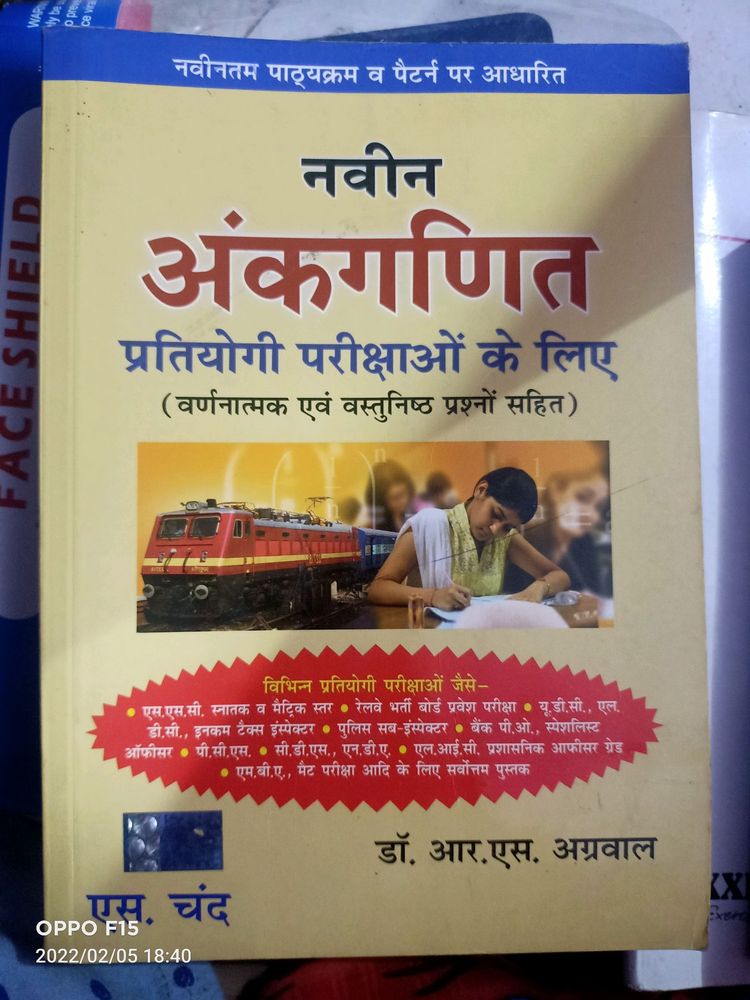 नवीनतम पाठ्यक्रम व पैटर्न पर आधारित
नवीन
अंकगणित
प्रतियोगी परीक्षाओं के लिए
(वर्णनात्मक एवं वस्तुनिष्ठ प्रश्नों सहित)
विभिन्न प्रतियोगी परीक्षाओं जैसे–
• एस.एस.सी. स्नातक व मैट्रिक स्तर • रेलवे भर्ती बोर्ड प्रवेश परीक्षा • यू.डी.सी., एल.
डी.सी., इनकम टैक्स इंस्पेक्टर • पुलिस सब-इंस्पेक्टर • बैंक पी.ओ., स्पेशलिस्ट
ऑफीसर • पी.सी.एस. • सी.डी.एस., एन.डी.ए. • एल.आई.सी. प्रशासनिक आफीसर ग्रेड
• एम.बी.ए., मैट परीक्षा आदि के लिए सर्वोत्तम पुस्तक
डॉ. आर.एस. अग्रवाल
एस. चंद
FACE SHIELD
OPPO F15
2022/02/05 18:40